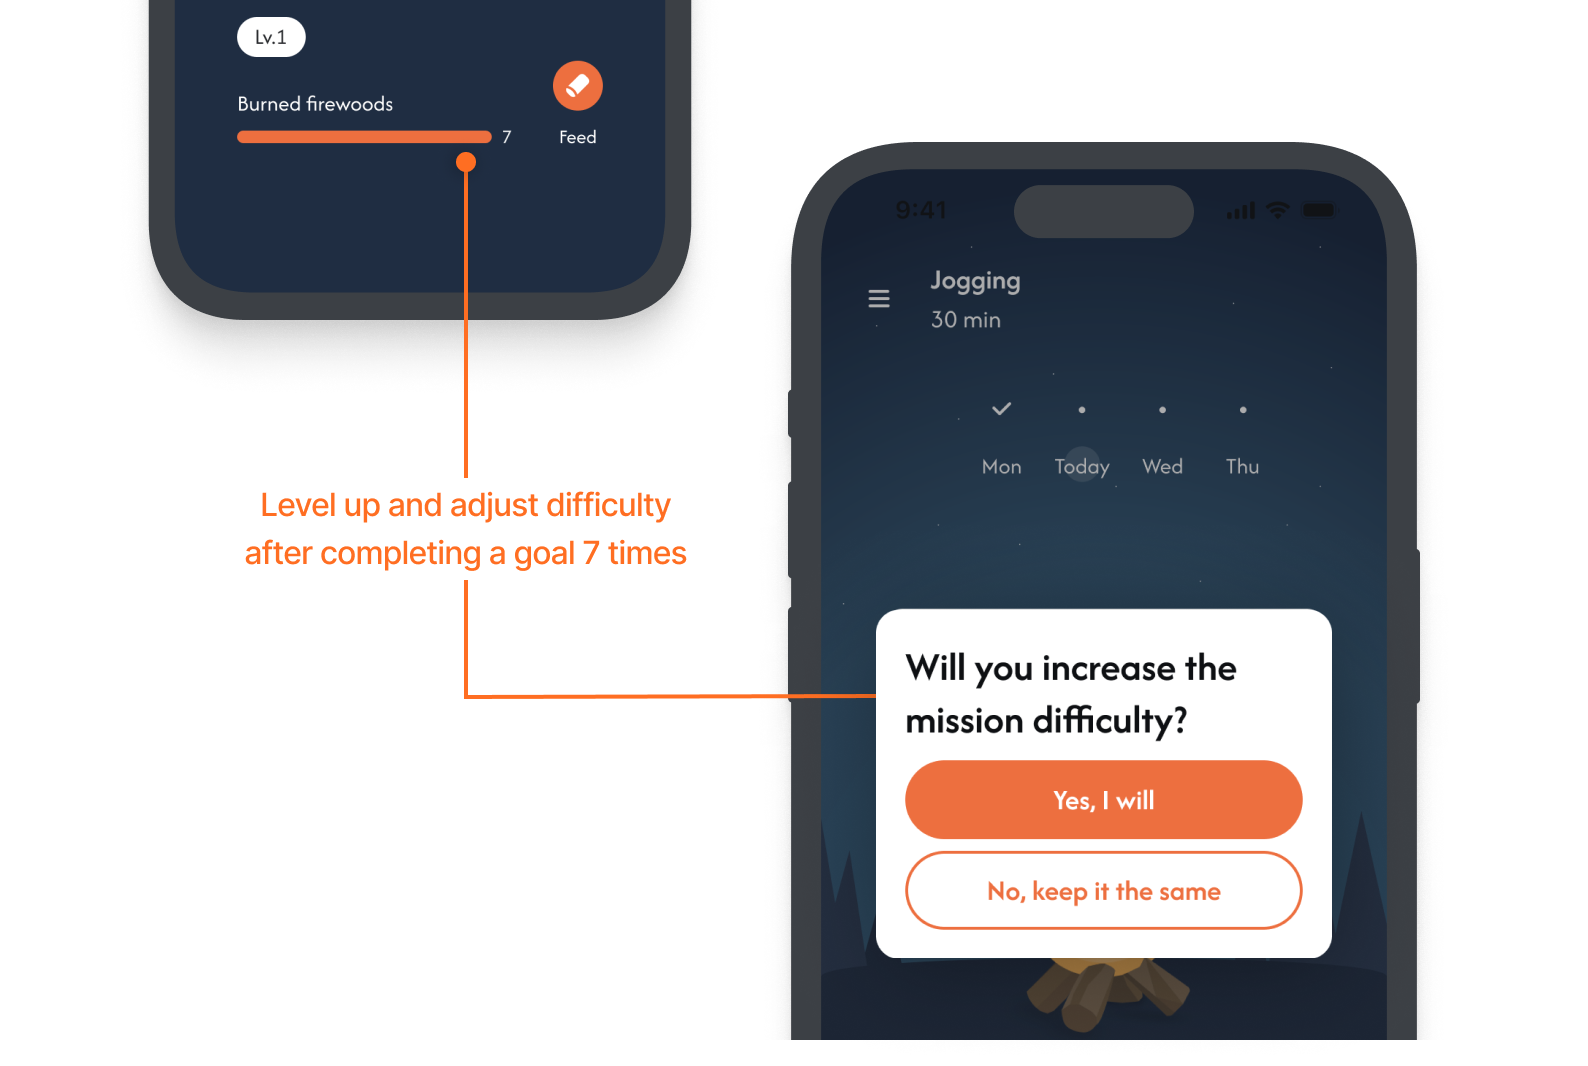 Lv.1
Burned firewoods
7
Feed
Level up and adjust difficulty
after completing a goal 7 times
9:41
Jogging
30 min
Mon Today Wed Thu
Will you increase the
mission difficulty?
Yes, I will
No, keep it the same